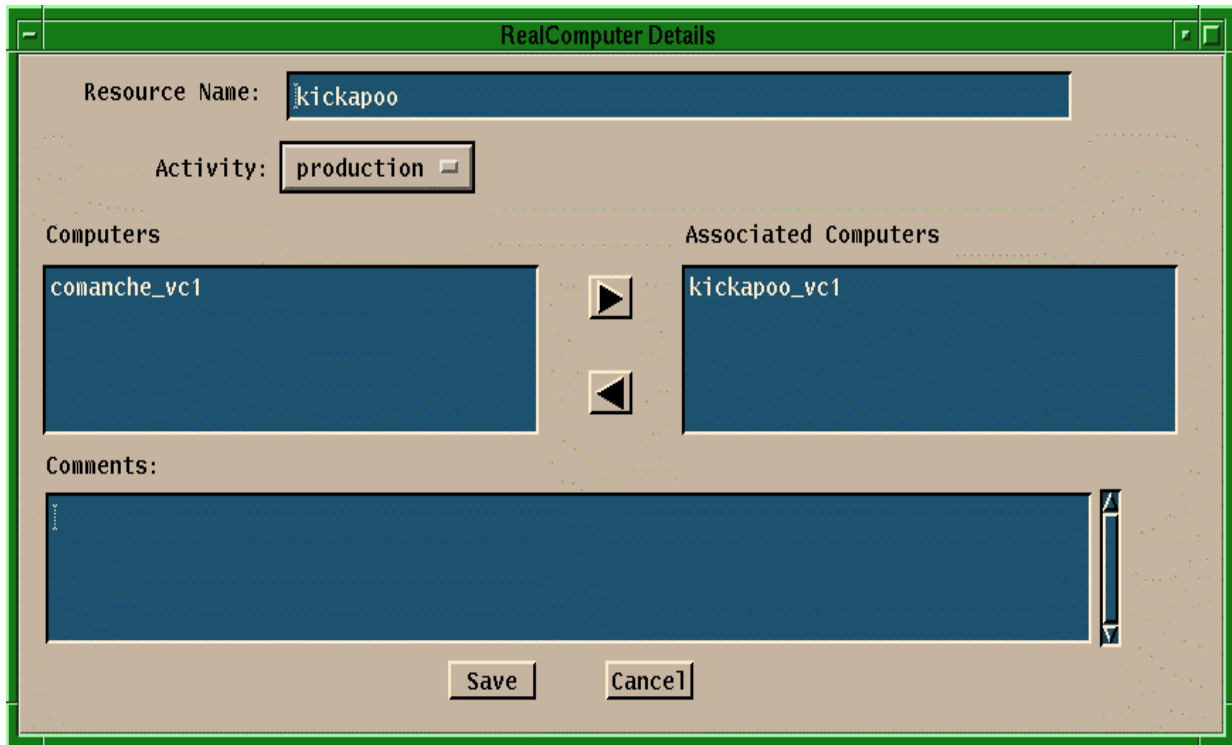 RealComputer Details
Resource Name: kickapoo
Activity: production
Computers Associated Computers
comanche_vc1 kickapoo_vc1
Comments:
Save Cancel